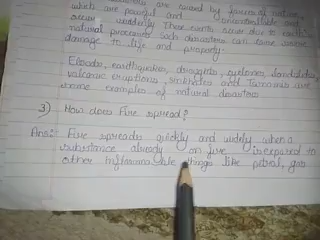 are caused by forces of nature
which are powerful and uncontrollable and
occur suddenly. These occur due to earth's
natural processes. Such disasters can cause severe
damage to life and property.
Floods, earthquakes, droughts, cyclones, landslides,
volcanic eruptions, and Tsunamis are
some examples of natural disasters
3) How does Fire spread?
Ans: Fire spreads quickly and widely when a
substance already on fire is exposed to
other inflammable things like petrol, gas